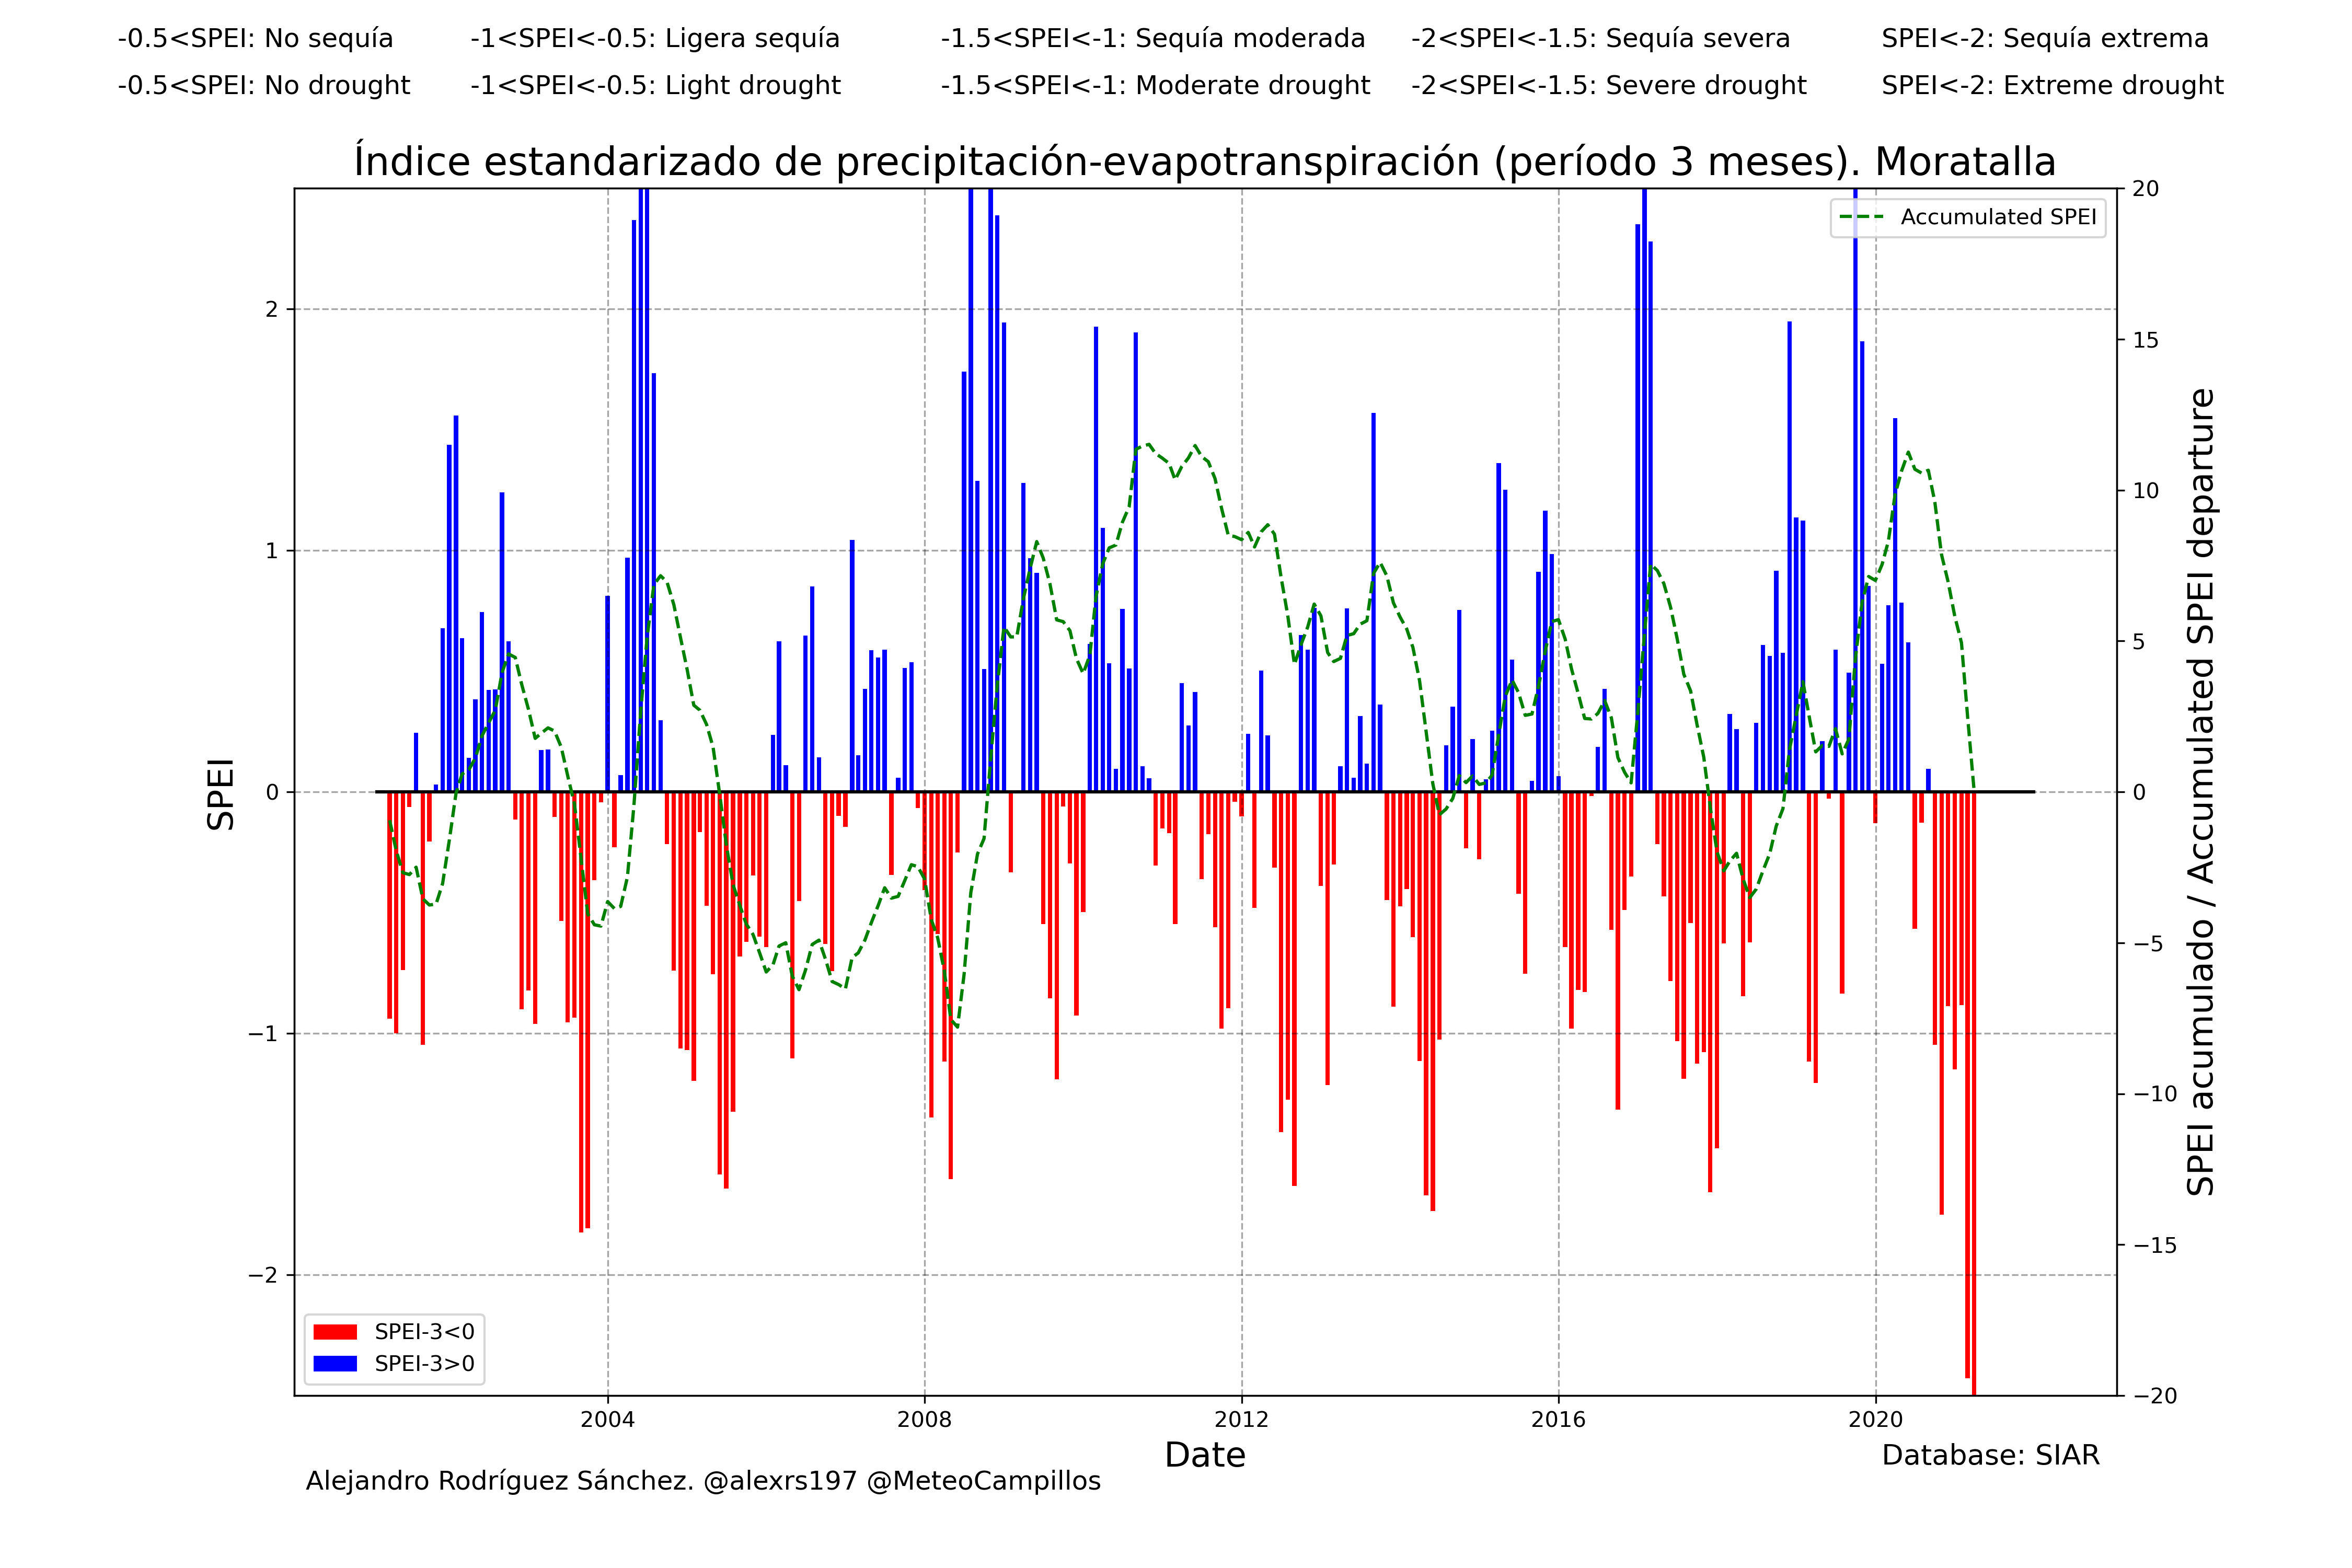 -0.5<SPEI: No sequía -1<SPEI<-0.5: Ligera sequía -1.5<SPEI<-1: Sequía moderada -2<SPEI<-1.5: Sequía severa SPEI<-2: Sequía extrema
-0.5<SPEI: No drought -1<SPEI<-0.5: Light drought -1.5<SPEI<-1: Moderate drought -2<SPEI<-1.5: Severe drought SPEI<-2: Extreme drought
Índice estandarizado de precipitación-evapotranspiración (período 3 meses). Moratalla
Accumulated SPEI
2
1
0
−1
−2
SPEI
20
15
10
5
0
−5
−10
−15
−20
SPEI acumulado / Accumulated SPEI departure
SPEI-3<0
SPEI-3>0
2004 2008 2012 2016 2020
Date
Database: SIAR
Alejandro Rodríguez Sánchez. @alexrs197 @MeteoCampillos